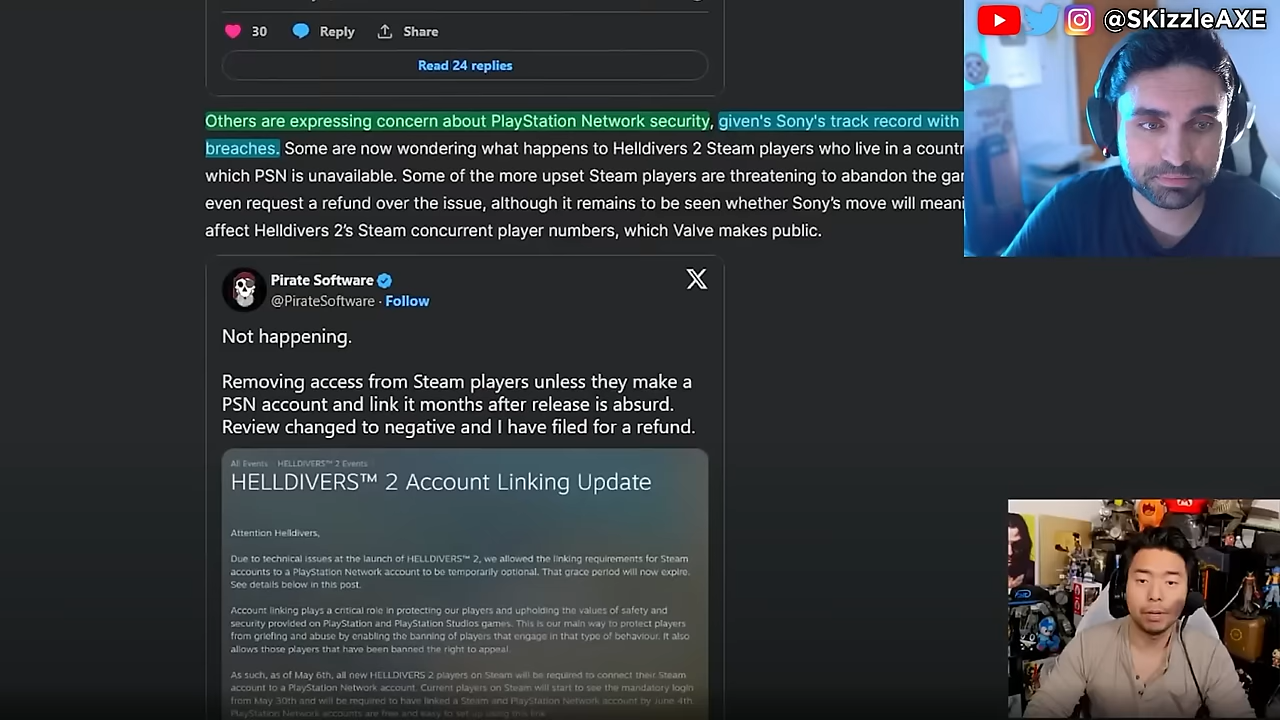 @SKizzleAXE
30 Reply Share
Read 24 replies
Others are expressing concern about PlayStation Network security, given's Sony's track record with
breaches. Some are now wondering what happens to Helldivers 2 Steam players who live in a countr
which PSN is unavailable. Some of the more upset Steam players are threatening to abandon the gam
even request a refund over the issue, although it remains to be seen whether Sony's move will meani
affect Helldivers 2's Steam concurrent player numbers, which Valve makes public.
Pirate Software
@PirateSoftware · Follow
Not happening.
Removing access from Steam players unless they make a
PSN account and link it months after release is absurd.
Review changed to negative and I have filed for a refund.
All Events HELLDIVERS™ 2 Events
HELLDIVERS™ 2 Account Linking Update
Attention Helldivers,
Due to technical issues at the launch of HELLDIVERS™ 2, we allowed the linking requirements for Steam
accounts to a PlayStation Network account to be temporarily optional. That grace period will now expire.
See details below in this post.
Account linking plays a critical role in protecting our players and upholding the values of safety and
security provided on PlayStation and PlayStation Studios games. This is our main way to protect players
from griefing and abuse by enabling the banning of players that engage in that type of behaviour. It also
allows those players that have been banned the right to appeal.
As such, as of May 6th, all new HELLDIVERS 2 players on Steam will be required to connect their Steam
account to a PlayStation Network account. Current players on Steam will start to see the mandatory login
from May 30th and will be required to have linked a Steam and PlayStation Network account by June 4th.
PlayStation Network accounts are free and easy to set up using this link